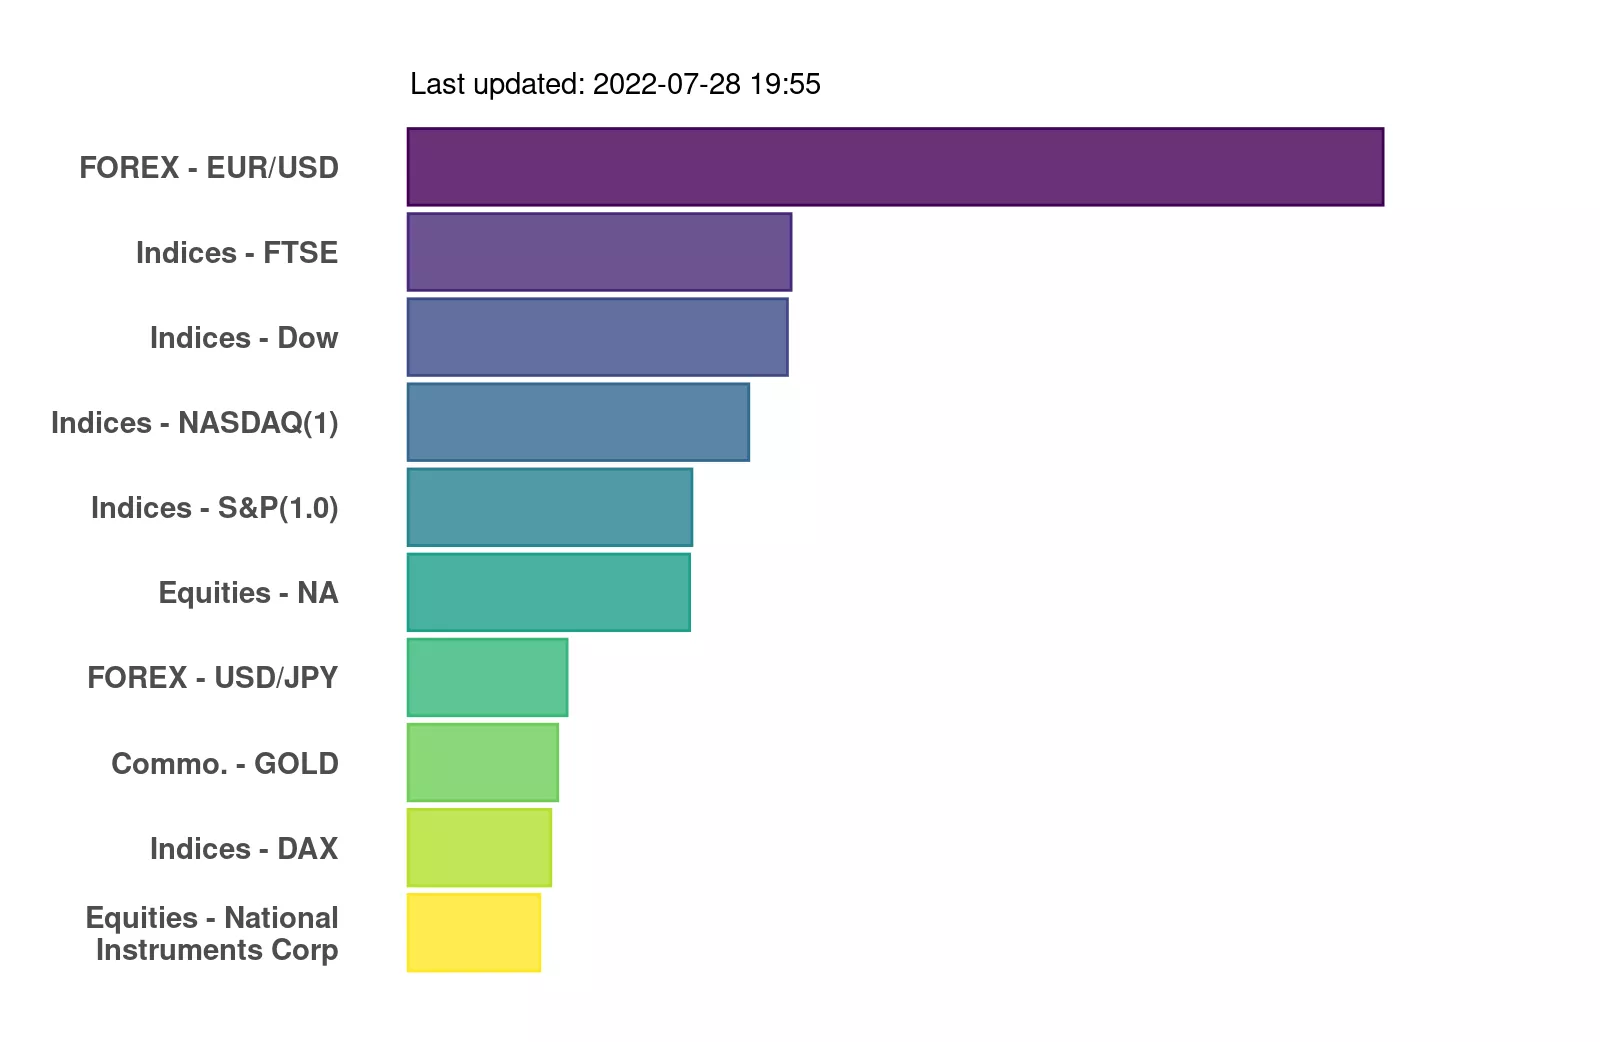 Last updated: 2022-07-28 19:55
FOREX - EUR/USD
Indices - FTSE
Indices - Dow
Indices - NASDAQ(1)
Indices - S&P(1.0)
Equities - NA
FOREX - USD/JPY
Commo. - GOLD
Indices - DAX
Equities - National
Instruments Corp